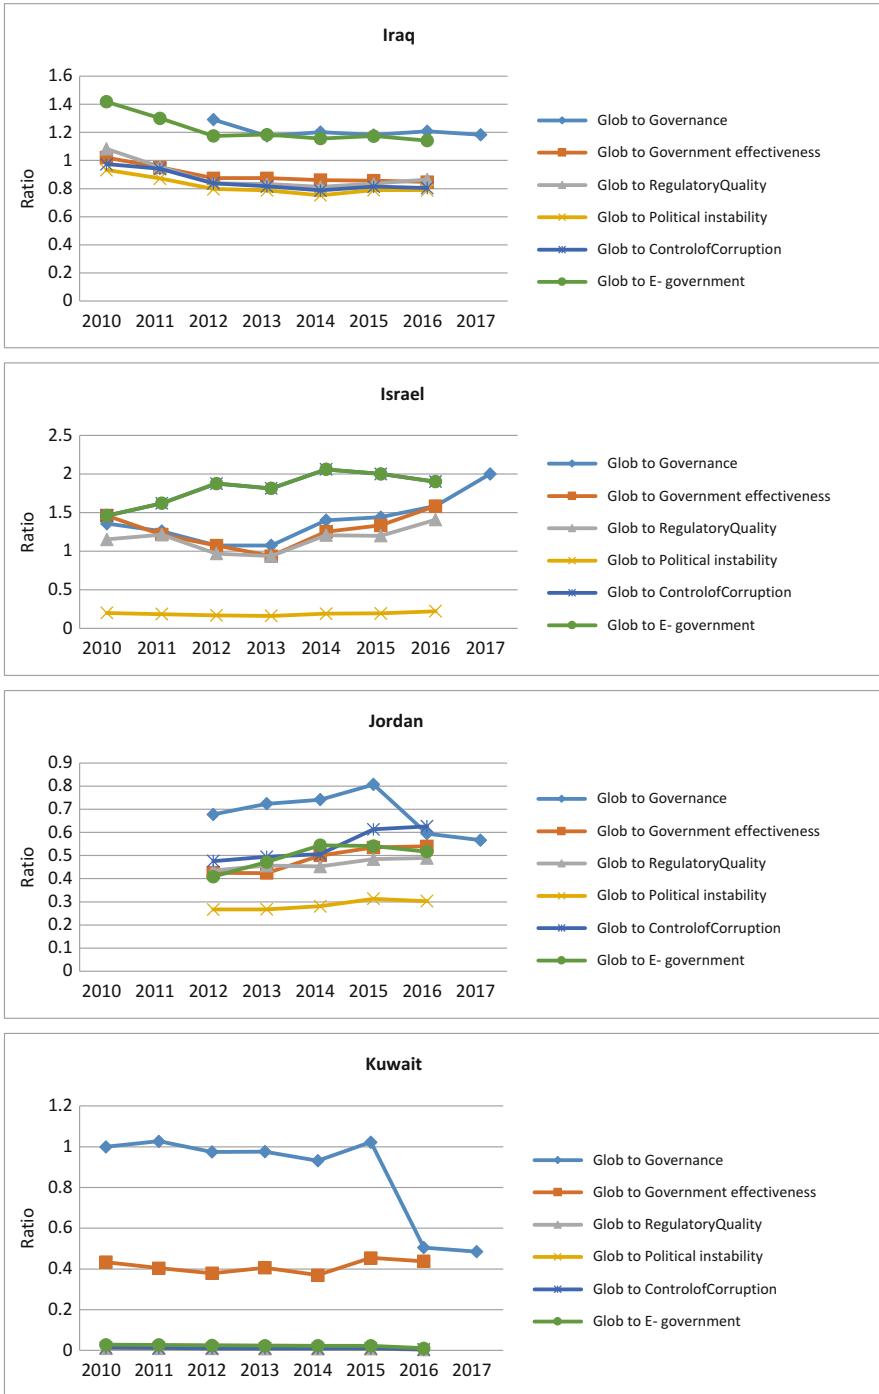 Iraq
1.6
1.4
1.2
1
0.8
0.6
0.4
0.2
0
Ratio
2010 2011 2012 2013 2014 2015 2016 2017
Glob to Governance
Glob to Government effectiveness
Glob to RegulatoryQuality
Glob to Political instability
Glob to ControlofCorruption
Glob to E- government
Israel
2.5
2
1.5
1
0.5
0
Ratio
2010 2011 2012 2013 2014 2015 2016 2017
Glob to Governance
Glob to Government effectiveness
Glob to RegulatoryQuality
Glob to Political instability
Glob to ControlofCorruption
Glob to E- government
Jordan
0.9
0.8
0.7
0.6
0.5
0.4
0.3
0.2
0.1
0
Ratio
2010 2011 2012 2013 2014 2015 2016 2017
Glob to Governance
Glob to Government effectiveness
Glob to RegulatoryQuality
Glob to Political instability
Glob to ControlofCorruption
Glob to E- government
Kuwait
1.2
1
0.8
0.6
0.4
0.2
0
Ratio
2010 2011 2012 2013 2014 2015 2016 2017
Glob to Governance
Glob to Government effectiveness
Glob to RegulatoryQuality
Glob to Political instability
Glob to ControlofCorruption
Glob to E- government